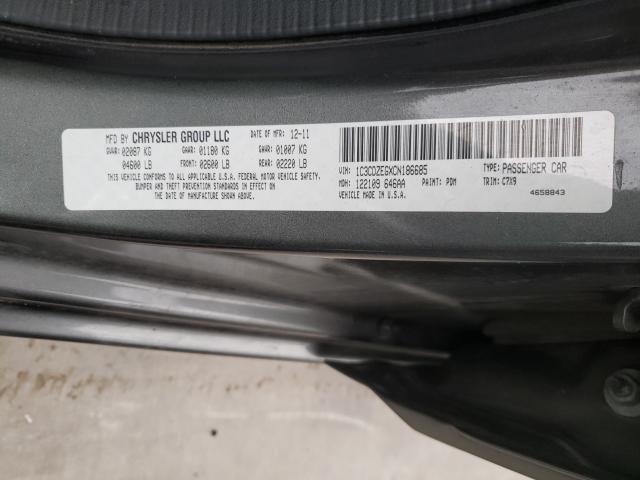 MFD BY CHRYSLER GROUP LLC DATE OF MFR: 12-11
GVWR: 02087 KG GAWR: 01180 KG GAWR: 01007 KG
04600 LB FRONT: 02600 LB REAR: 02220 LB
THIS VEHICLE CONFORMS TO ALL APPLICABLE U.S.A. FEDERAL MOTOR VEHICLE SAFETY,
BUMPER AND THEFT PREVENTION STANDARDS IN EFFECT ON
THE DATE OF MANUFACTURE SHOWN ABOVE.
VIN: 1C3CDZEGXCN186685 TYPE: PASSENGER CAR
MDH: 122109 646AA PAINT: PDM TRIM: C7X9
VEHICLE MADE IN U.S.A. 4658843